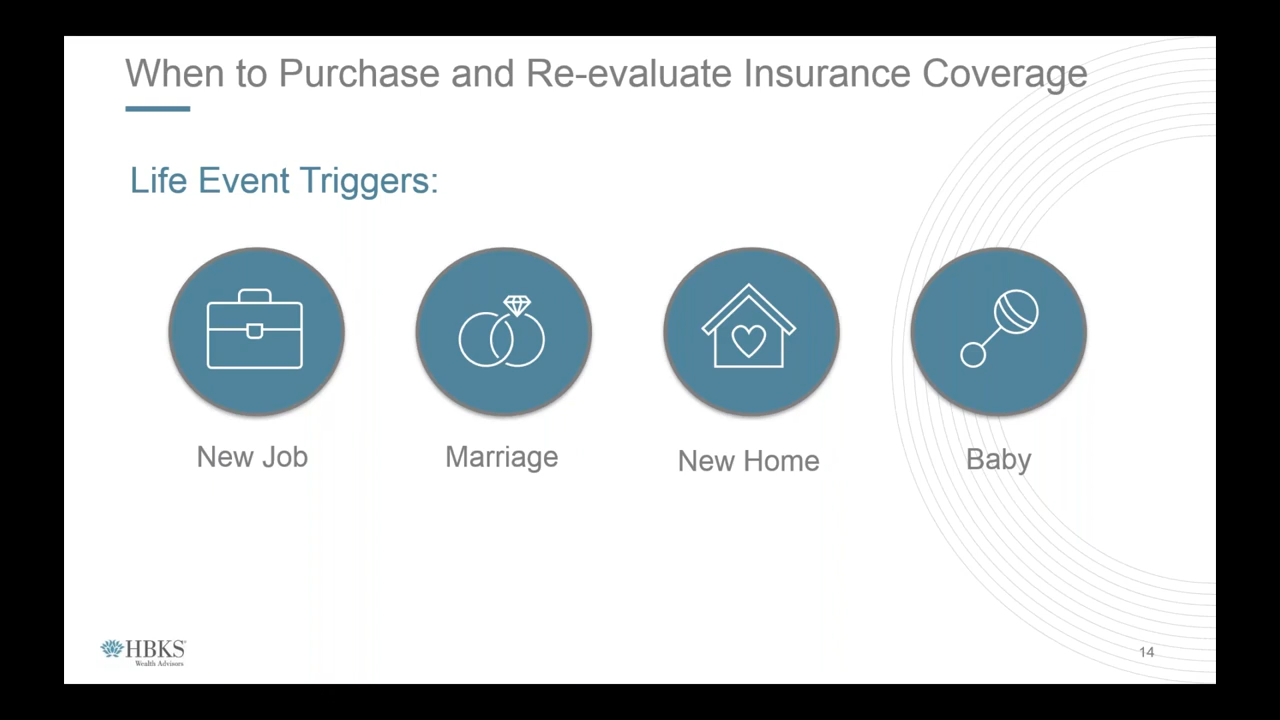 When to Purchase and Re-evaluate Insurance Coverage
Life Event Triggers:
New Job
Marriage
New Home
Baby
HBKS
Wealth Advisors
14